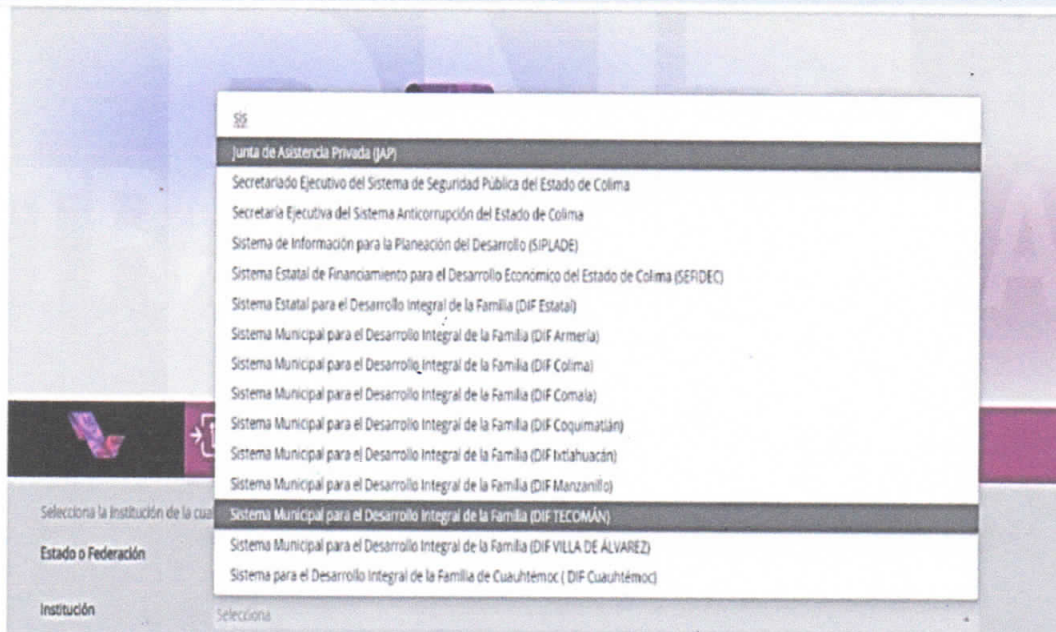 sis
Junta de Asistencia Privada (JAP)
Secretariado Ejecutivo del Sistema de Seguridad Pública del Estado de Colima
Secretaría Ejecutiva del Sistema Anticorrupción del Estado de Colima
Sistema de Información para la Planeación del Desarrollo (SIPLADE)
Sistema Estatal de Financiamiento para el Desarrollo Económico del Estado de Colima (SEFIDEC)
Sistema Estatal para el Desarrollo Integral de la Familia (DIF Estatal)
Sistema Municipal para el Desarrollo Integral de la Familia (DIF Armería)
Sistema Municipal para el Desarrollo Integral de la Familia (DIF Colima)
Sistema Municipal para el Desarrollo Integral de la Familia (DIF Comala)
Sistema Municipal para el Desarrollo Integral de la Familia (DIF Coquimatlán)
Sistema Municipal para el Desarrollo Integral de la Familia (DIF Ixtlahuacán)
Sistema Municipal para el Desarrollo Integral de la Familia (DIF Manzanillo)
Selecciona la institución de la cua
Sistema Municipal para el Desarrollo Integral de la Familia (DIF TECOMÁN)
Estado o Federación
Sistema Municipal para el Desarrollo Integral de la Familia (DIF VILLA DE ÁLVAREZ)
Sistema para el Desarrollo Integral de la Familia de Cuauhtémoc ( DIF Cuauhtémoc)
Institución
Selecciona